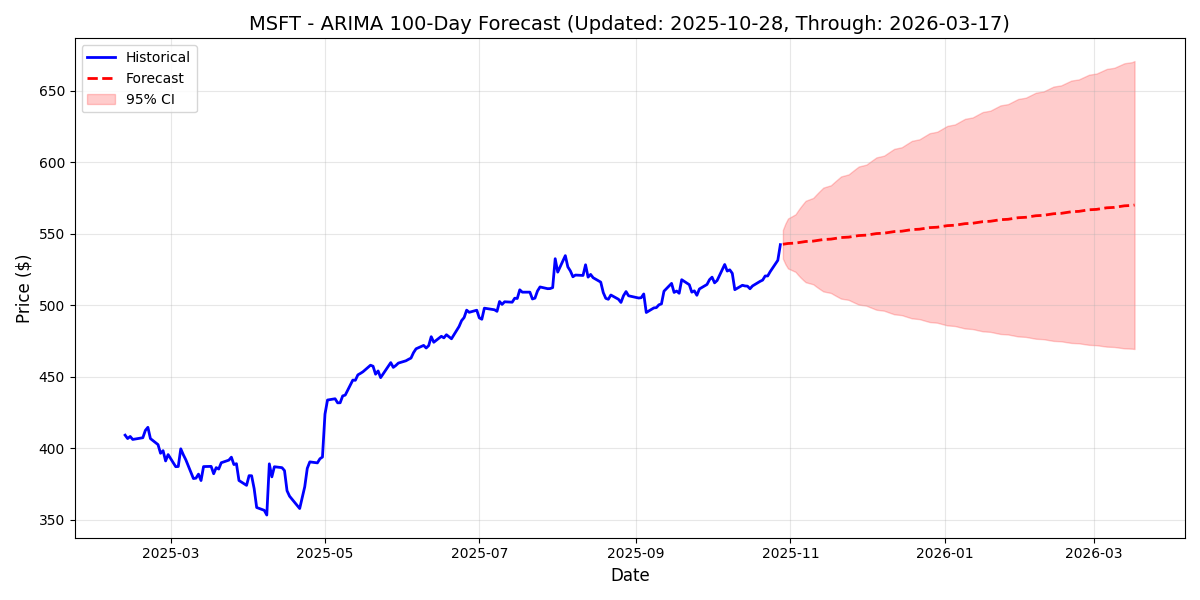 MSFT - ARIMA 100-Day Forecast (Updated: 2025-10-28, Through: 2026-03-17)
Historical
Forecast
95% CI
Price ($)
650
600
550
500
450
400
350
2025-03
2025-05
2025-07
2025-09
2025-11
2026-01
2026-03
Date